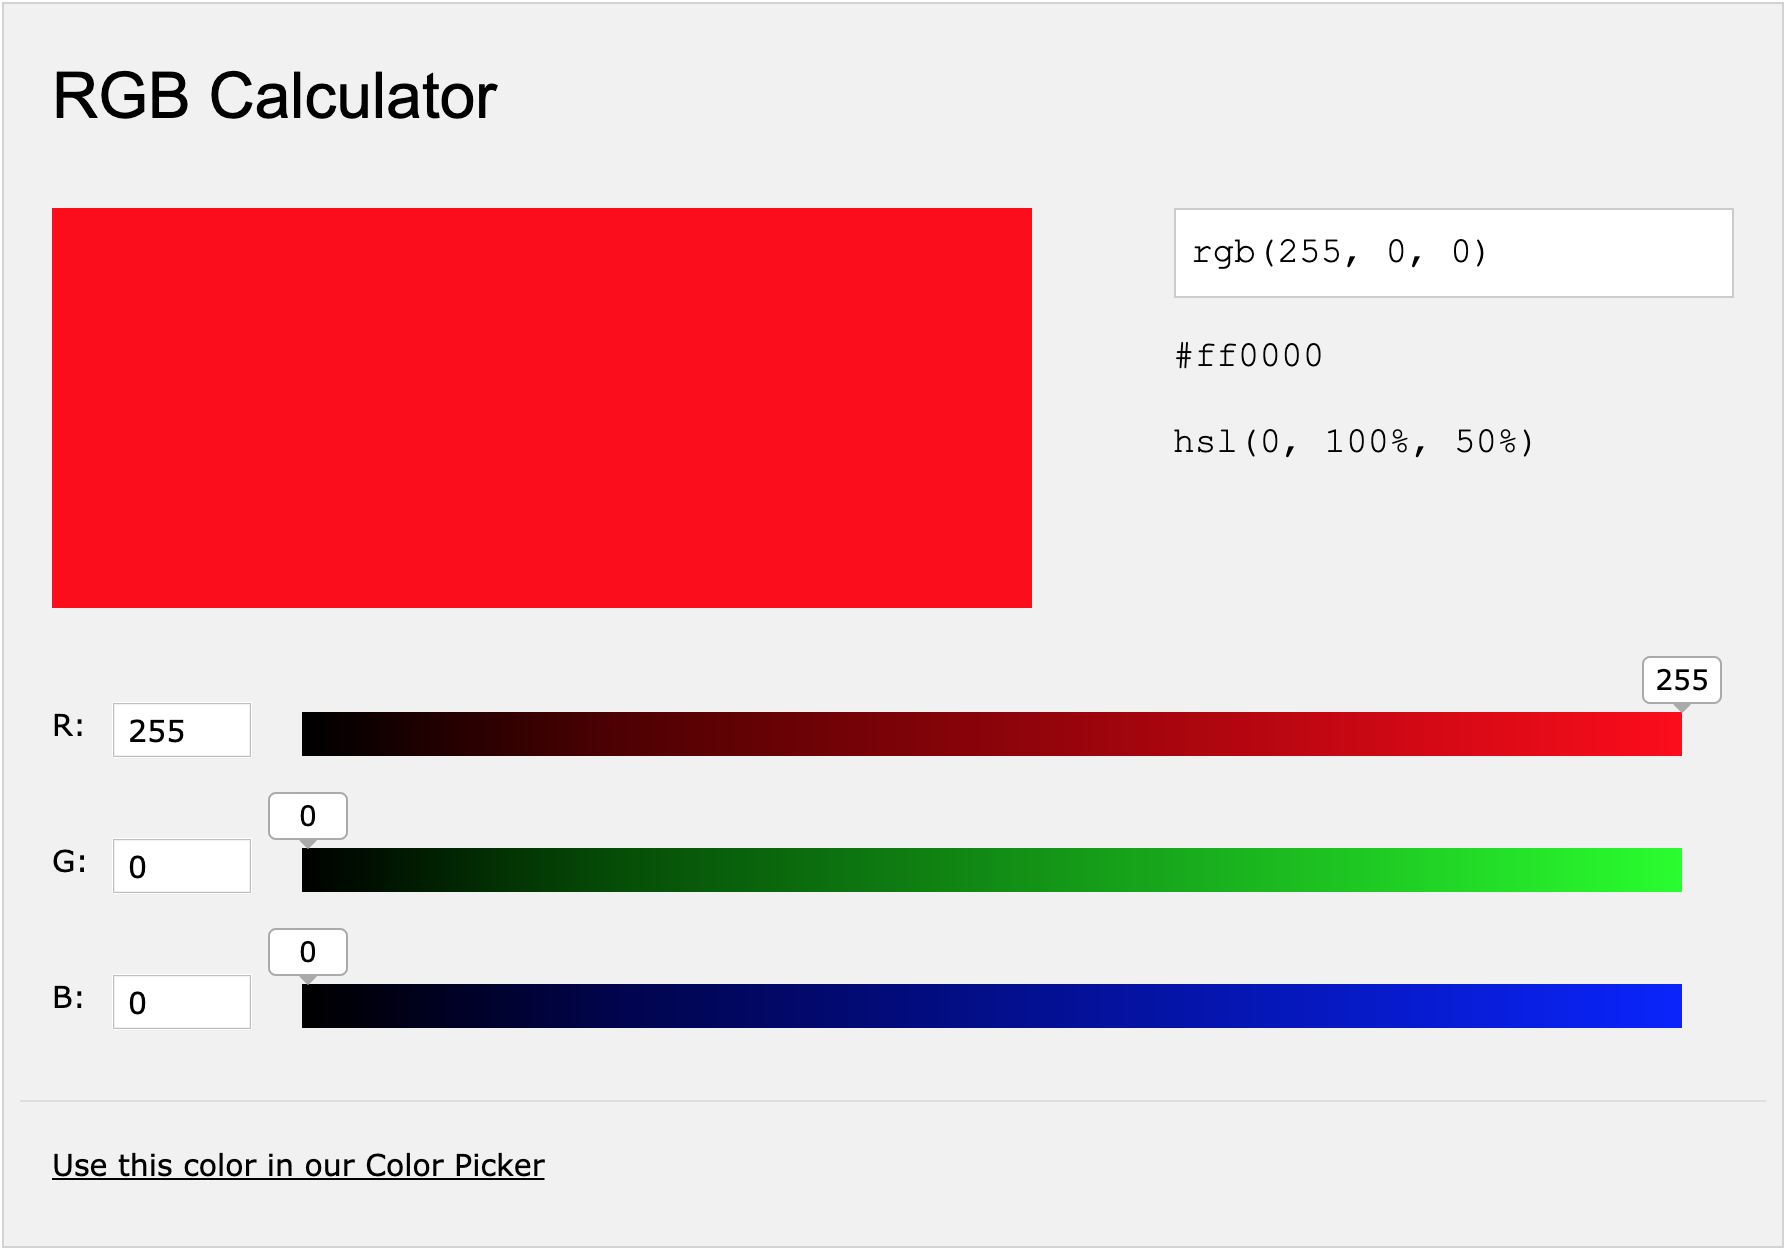 RGB Calculator
rgb(255, 0, 0)
#ff0000
hsl(0, 100%, 50%)
255
R: 255
0
G: 0
0
B: 0
Use this color in our Color Picker